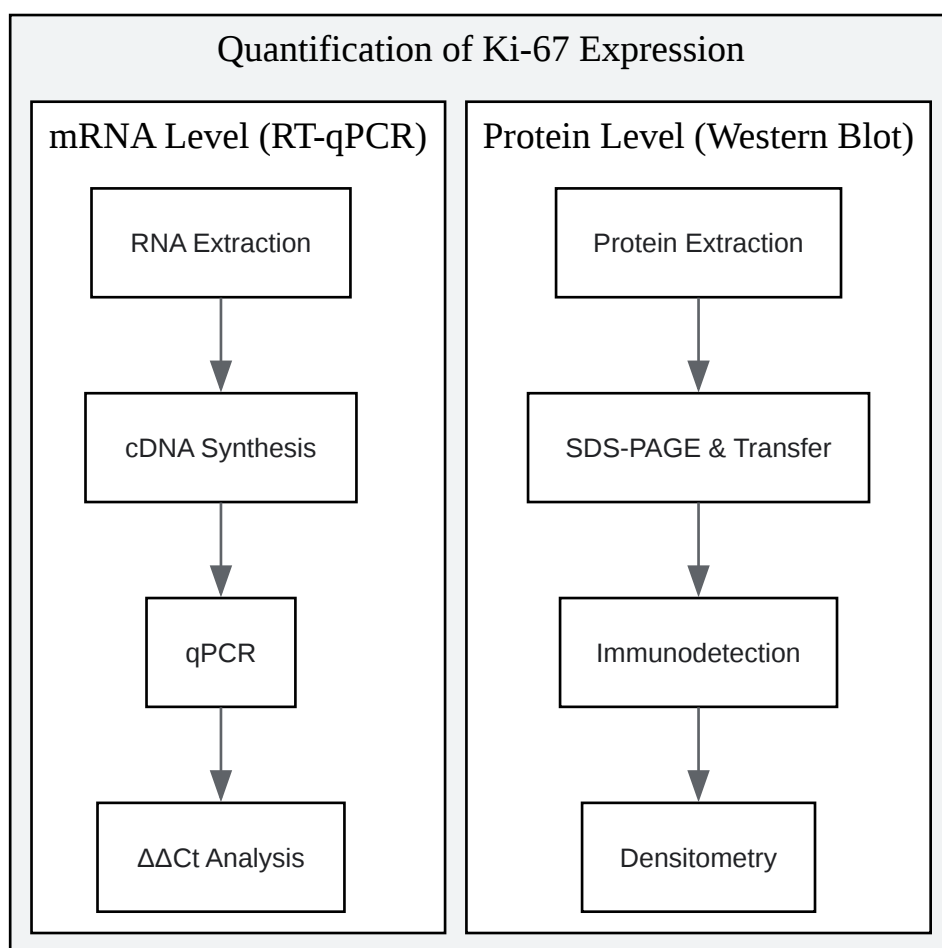 Quantification of Ki-67 Expression
mRNA Level (RT-qPCR)
RNA Extraction
cDNA Synthesis
qPCR
ΔΔCt Analysis
Protein Level (Western Blot)
Protein Extraction
SDS-PAGE & Transfer
Immunodetection
Densitometry